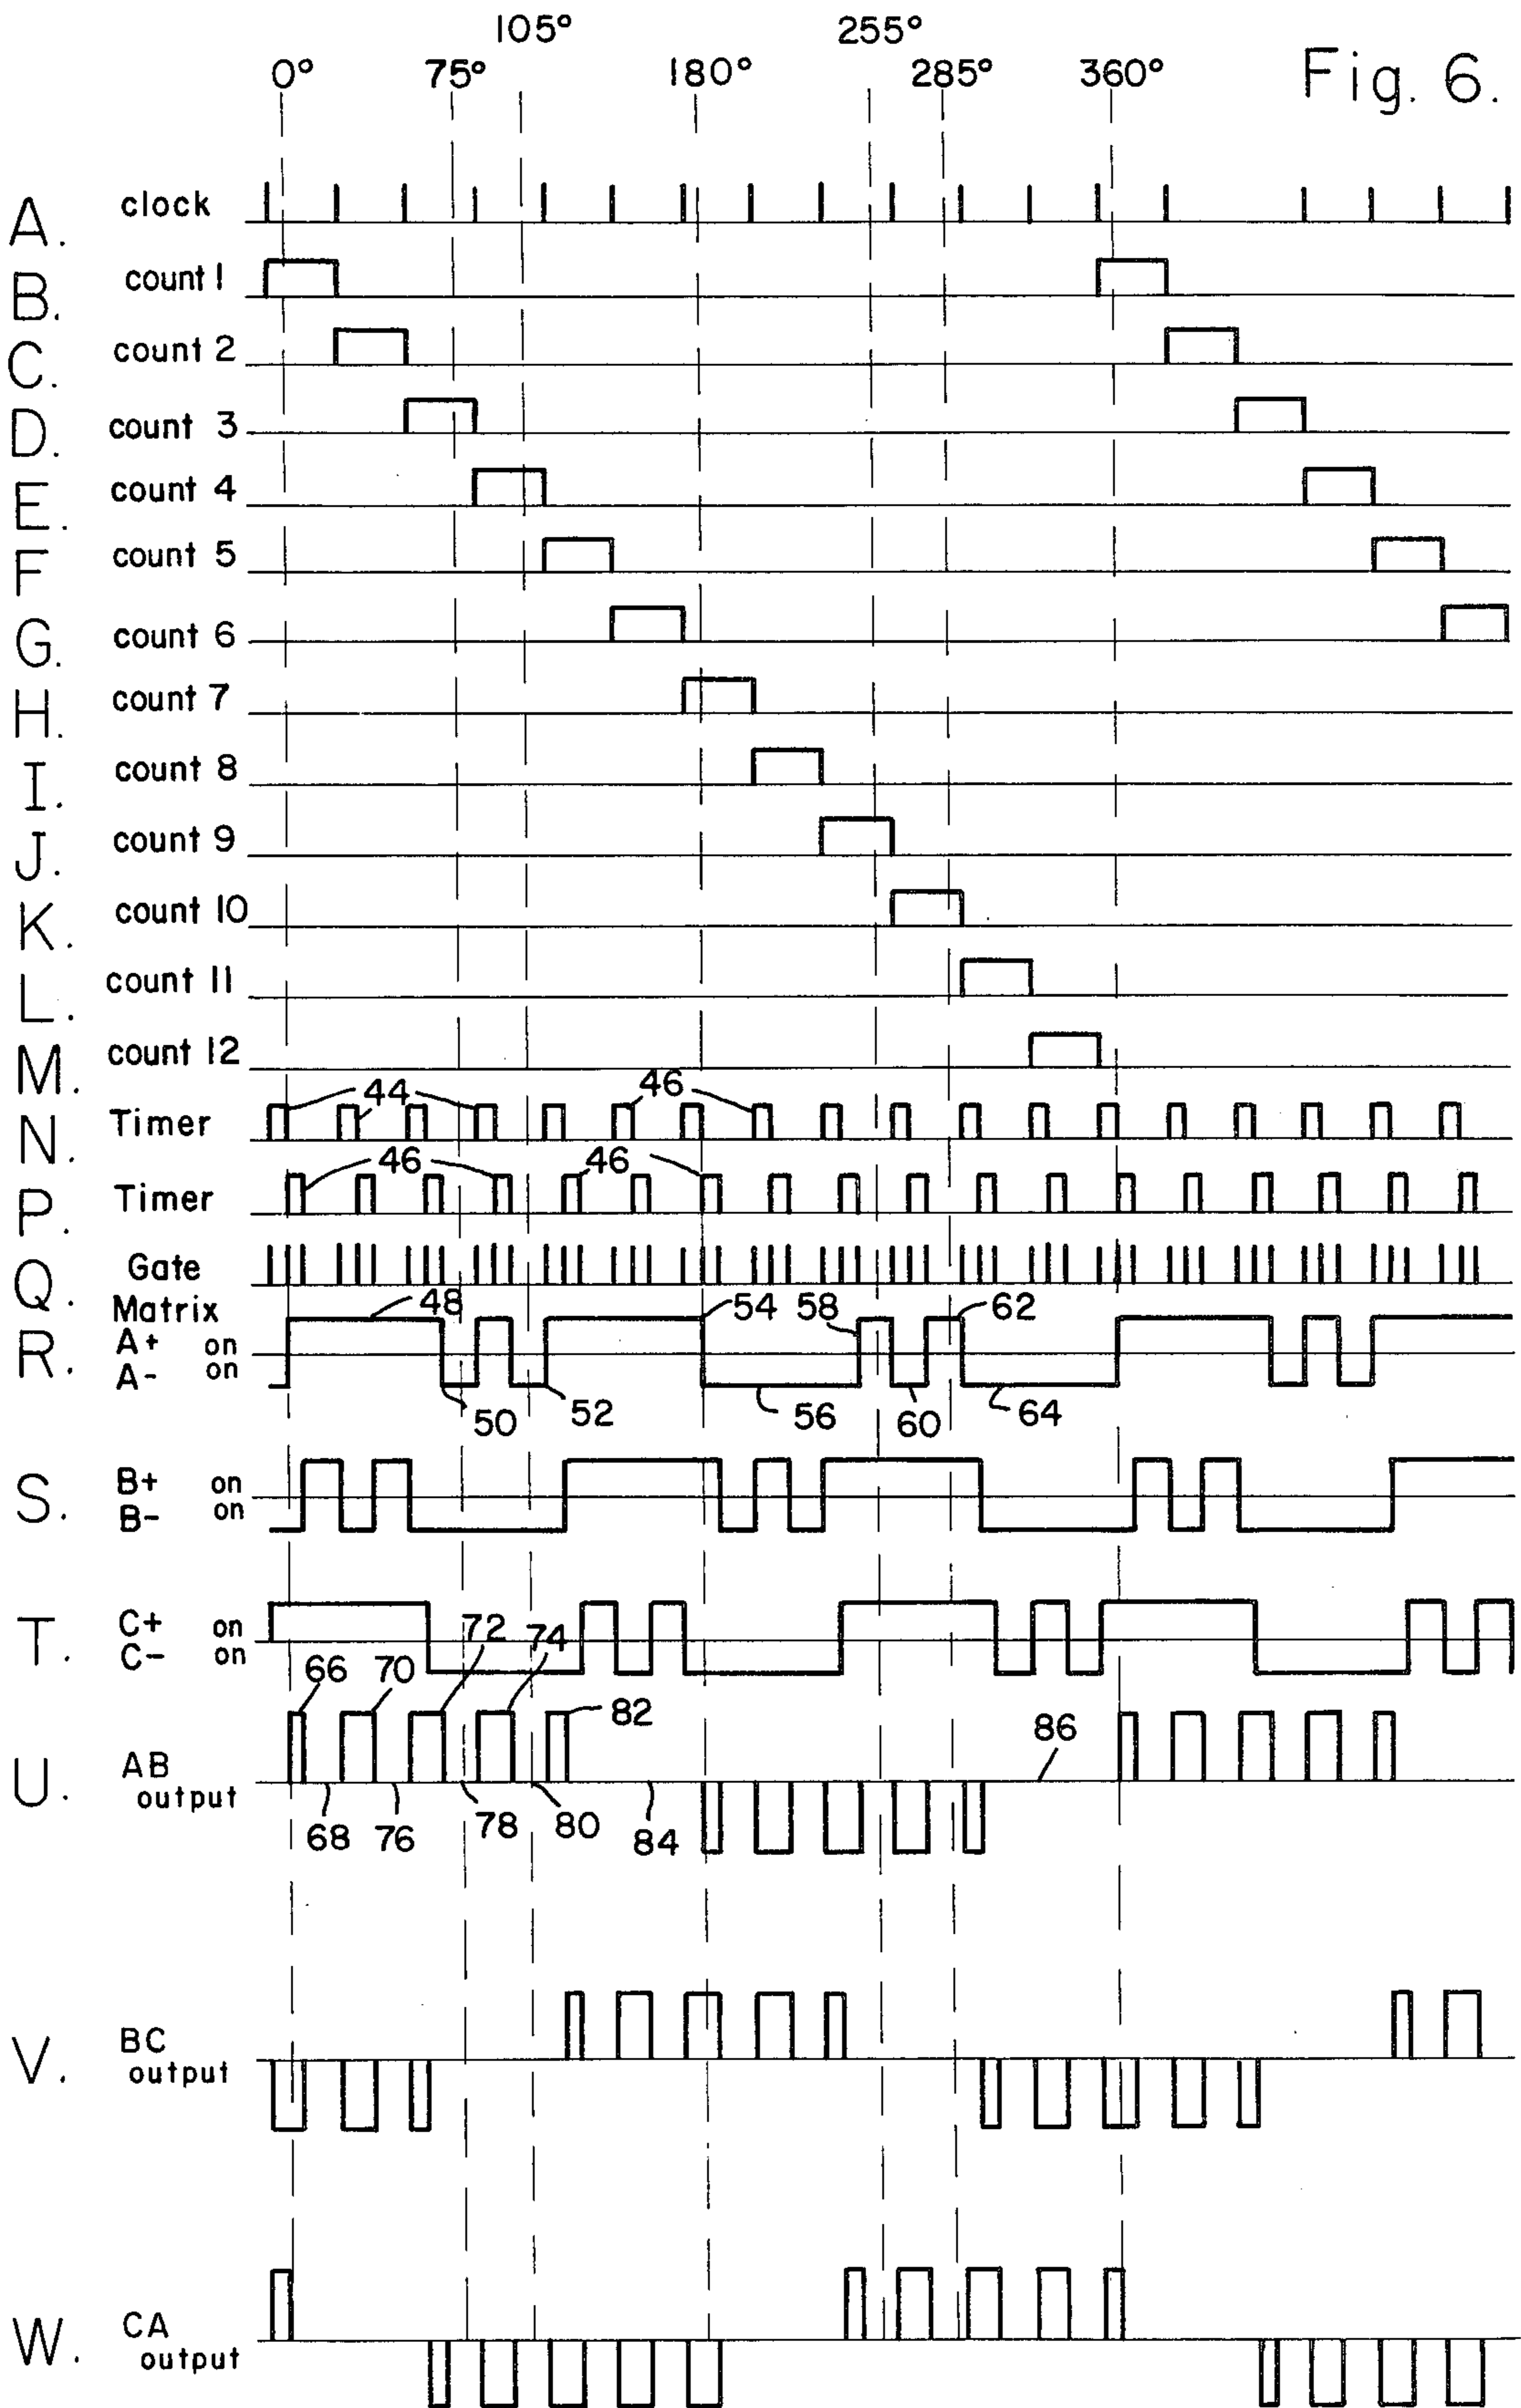 105° 255°
0° 75° 180° 285° 360° Fig. 6.
A. clock
B. count 1
C. count 2
D. count 3
E. count 4
F count 5
G. count 6
H. count 7
I. count 8
J. count 9
K. count 10
L. count 11
M. count 12
44 46
N. Timer
46 46
P. Timer
Q. Gate
Matrix 48 54 58 62
R. A+ on
A- on
50 52 56 60 64
S. B+ on
B- on
T. C+ on
C- on
72 74
66 70 82
U. AB output
86
68 76 78 80 84
V. BC output
W. CA output